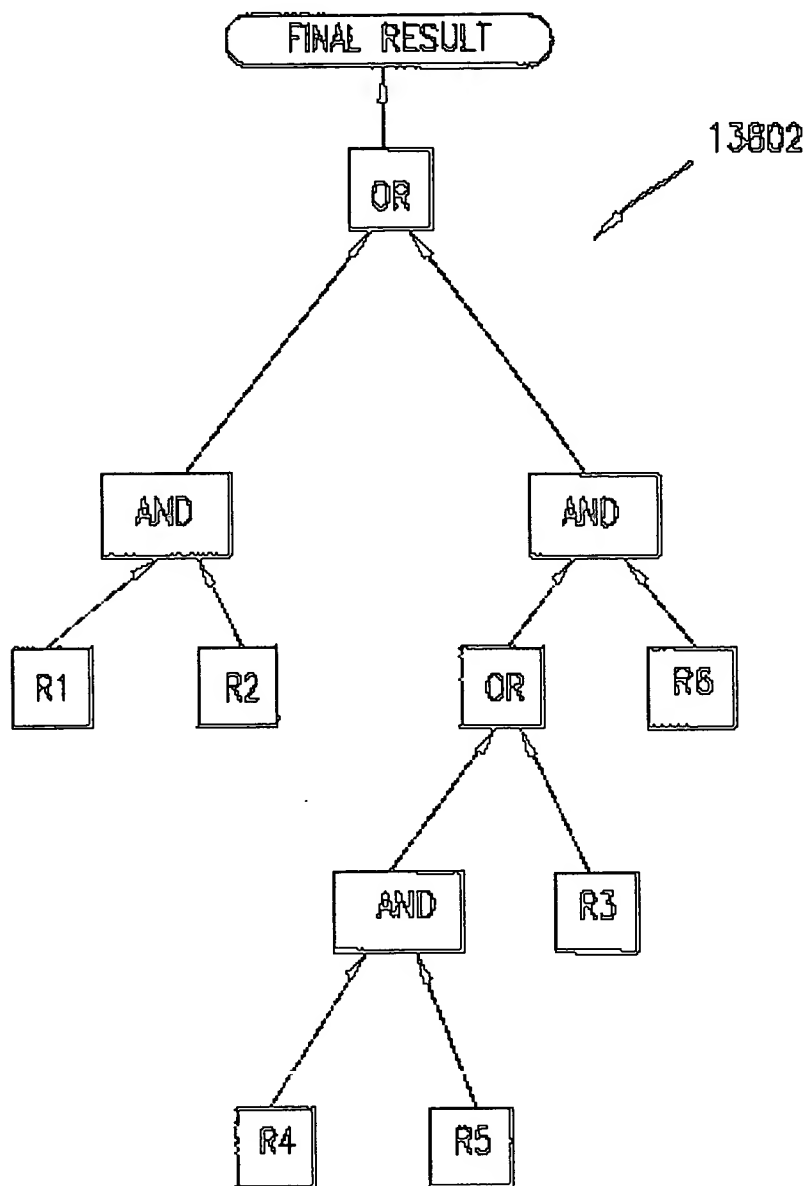 FINAL RESULT
13802
OR
AND
AND
R1
R2
OR
R6
AND
R3
R4
R5